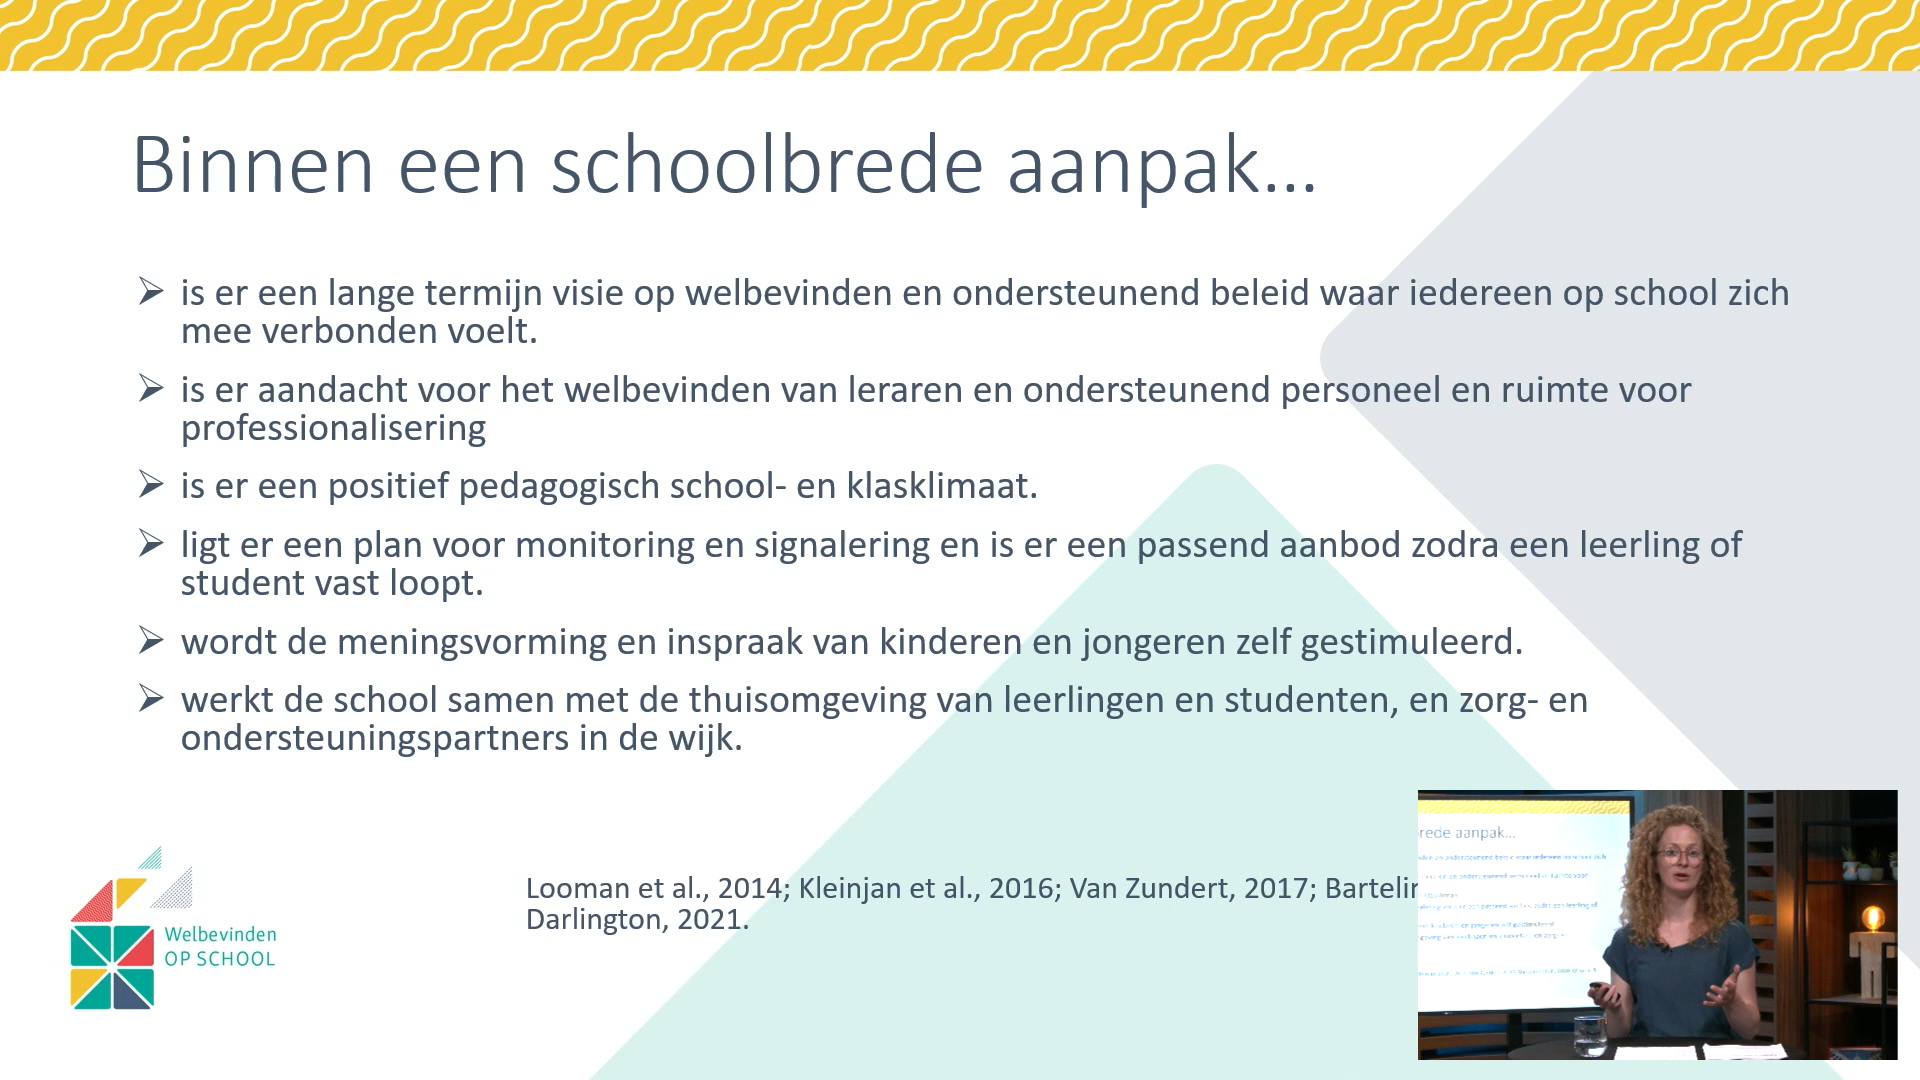 Binnen een schoolbrede aanpak...
➢ is er een lange termijn visie op welbevinden en ondersteunend beleid waar iedereen op school zich
mee verbonden voelt.
➢ is er aandacht voor het welbevinden van leraren en ondersteunend personeel en ruimte voor
professionalisering
➢ is er een positief pedagogisch school- en klasklimaat.
➢ ligt er een plan voor monitoring en signalering en is er een passend aanbod zodra een leerling of
student vast loopt.
➢ wordt de meningsvorming en inspraak van kinderen en jongeren zelf gestimuleerd.
➢ werkt de school samen met de thuisomgeving van leerlingen en studenten, en zorg- en
ondersteuningspartners in de wijk.
Looman et al., 2014; Kleinjan et al., 2016; Van Zundert, 2017;
Darlington, 2021.
Welbevinden
OP SCHOOL
aanpak...